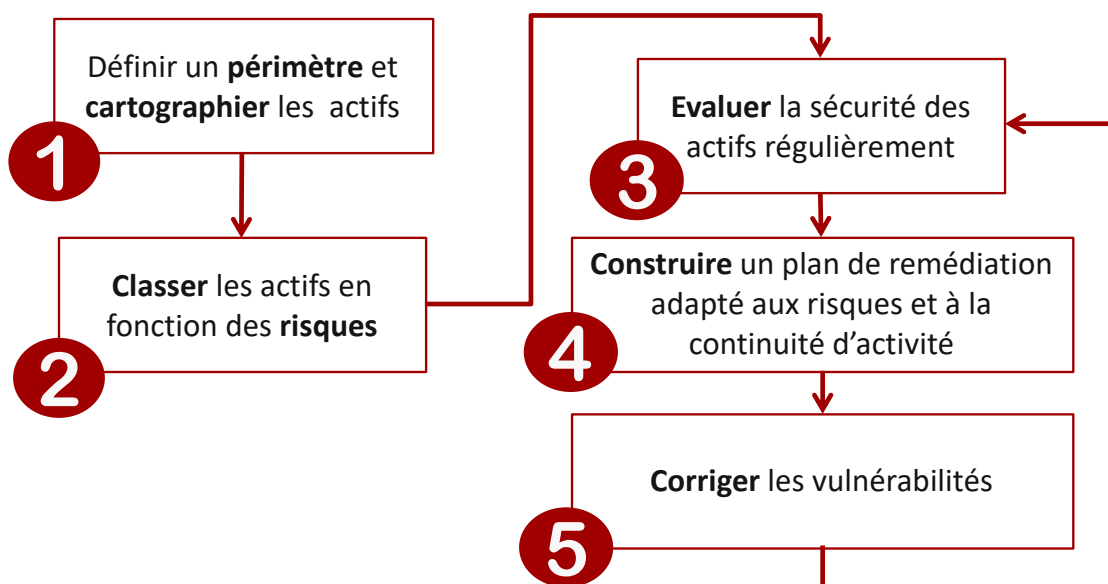 Définir un périmètre et
cartographier les actifs
1
Classer les actifs en
fonction des risques
2
Evaluer la sécurité des
actifs régulièrement
3
Construire un plan de remédiation
adapté aux risques et à la
continuité d’activité
4
Corriger les vulnérabilités
5